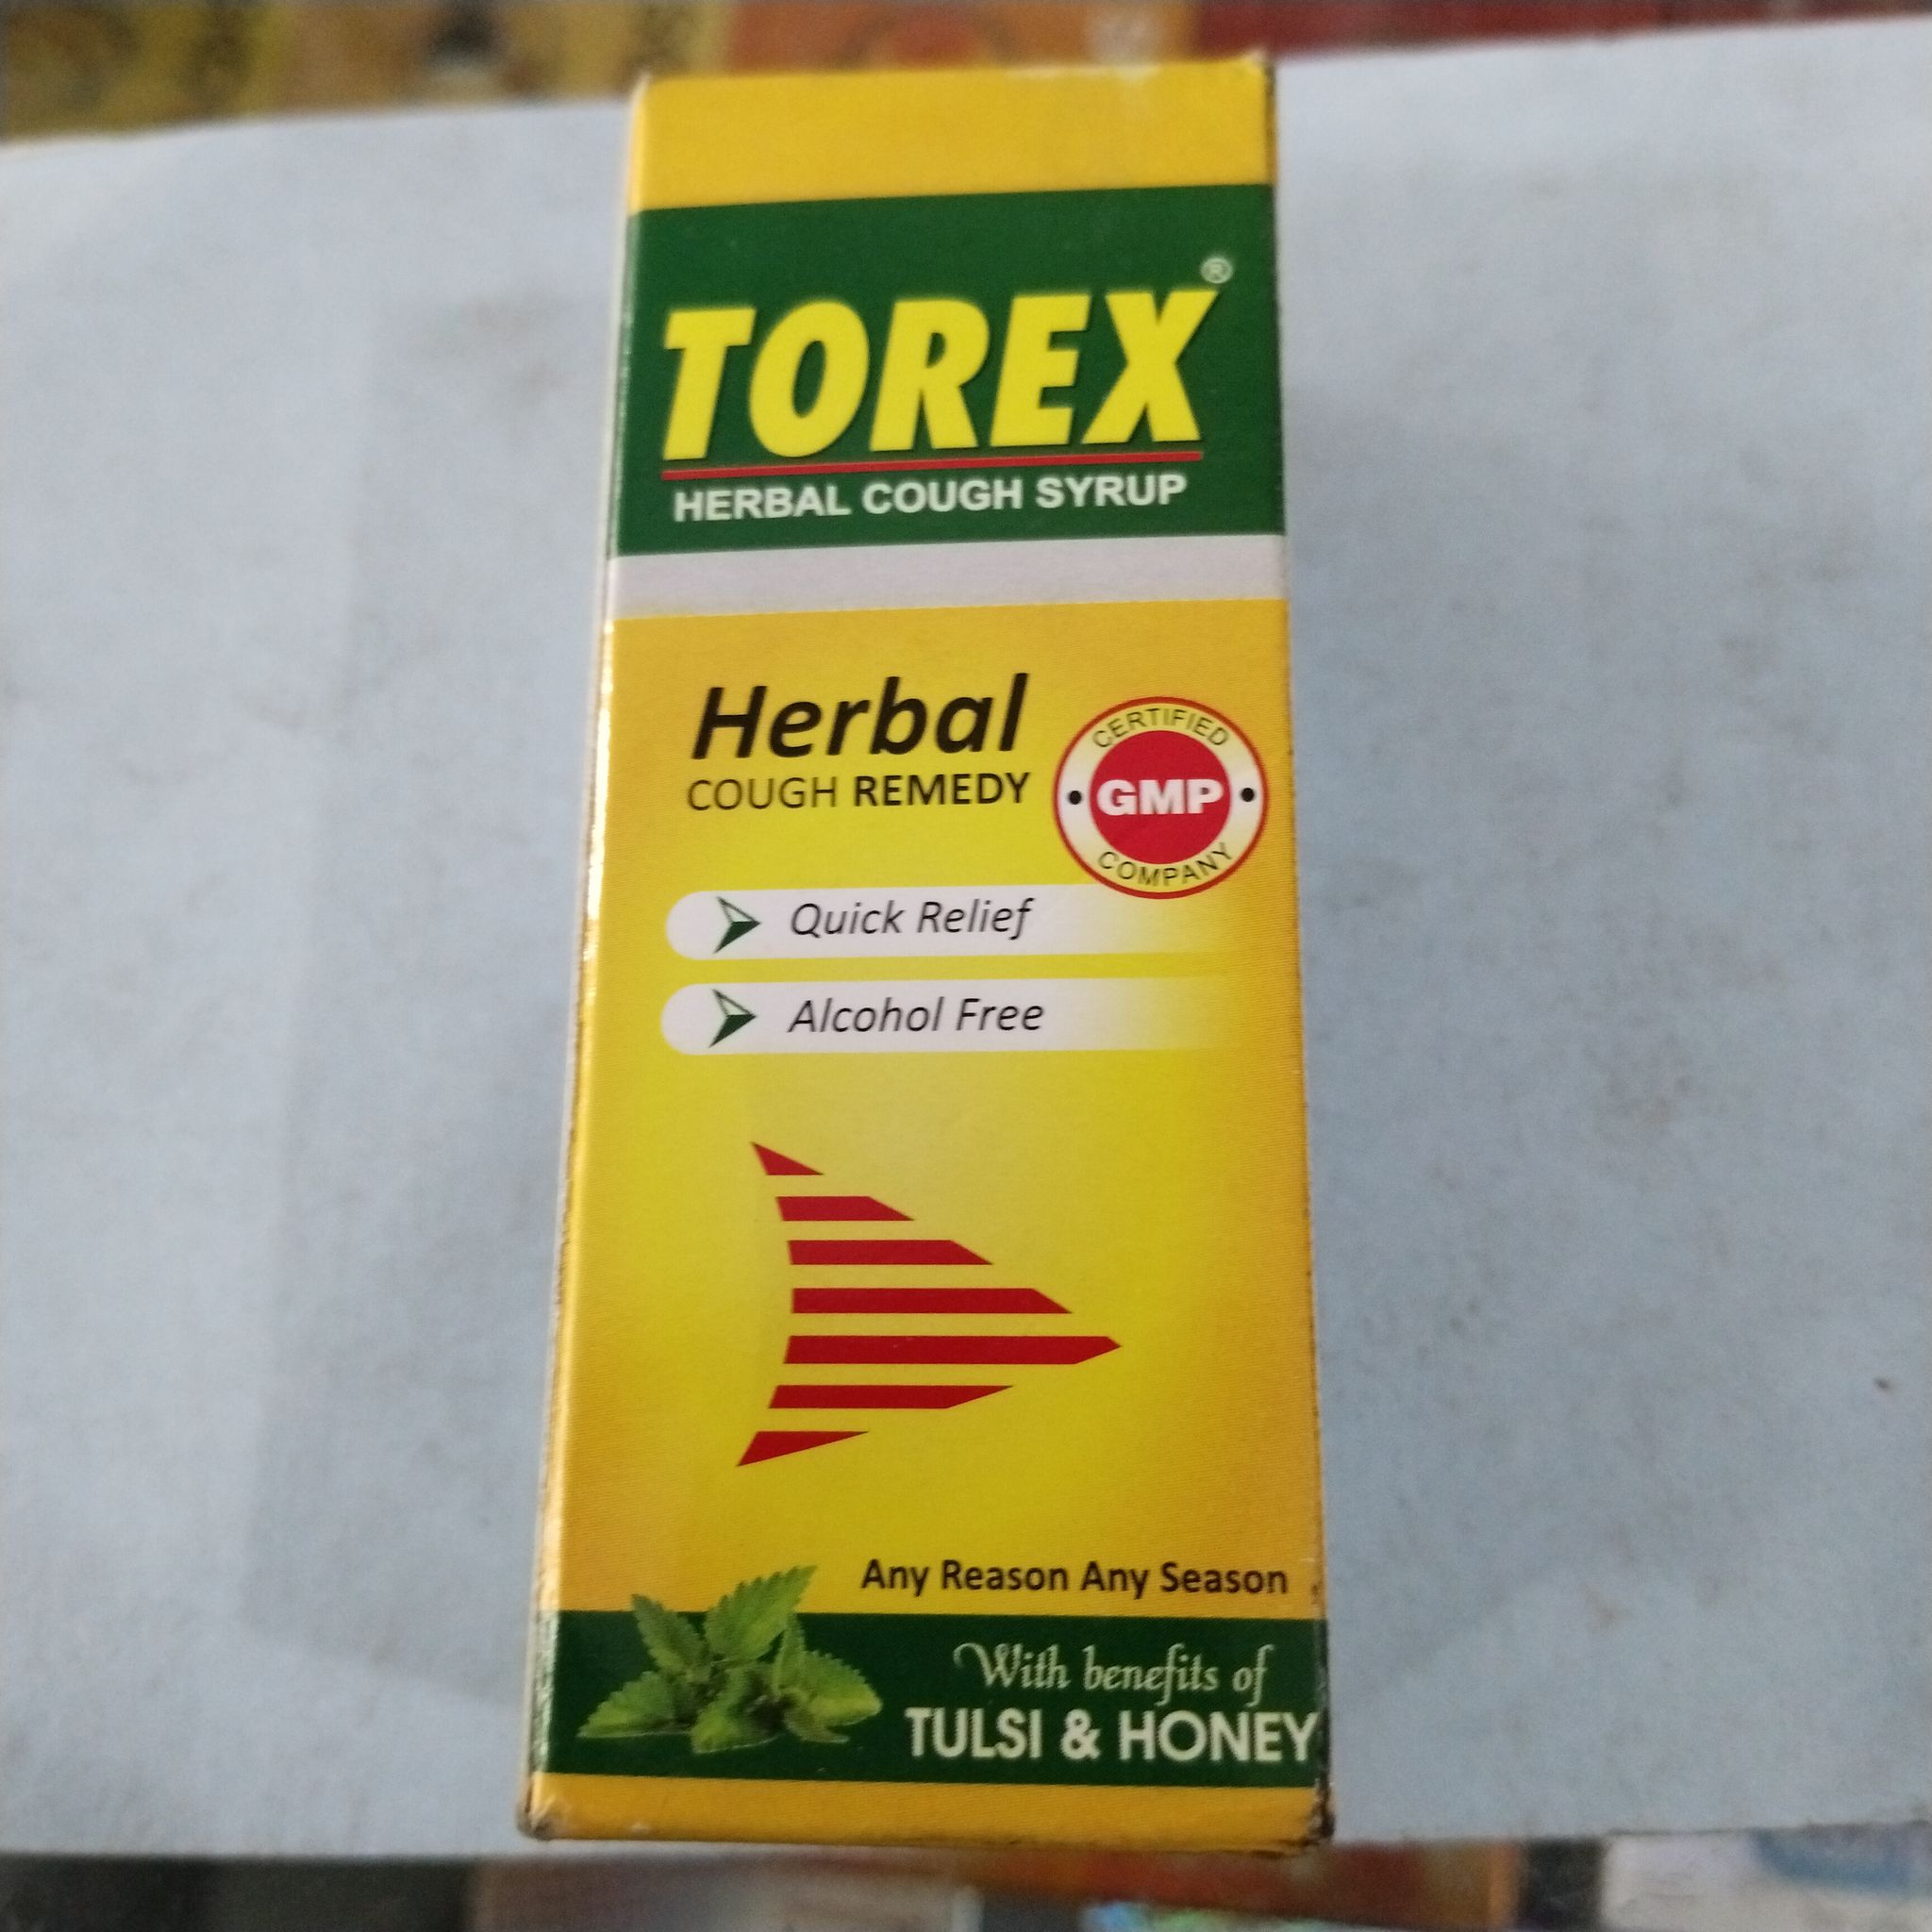 TOREX®
HERBAL COUGH SYRUP
Herbal
COUGH REMEDY
CERTIFIED
GMP
COMPANY
Quick Relief
Alcohol Free
Any Reason Any Season
With benefits of
TULSI & HONEY